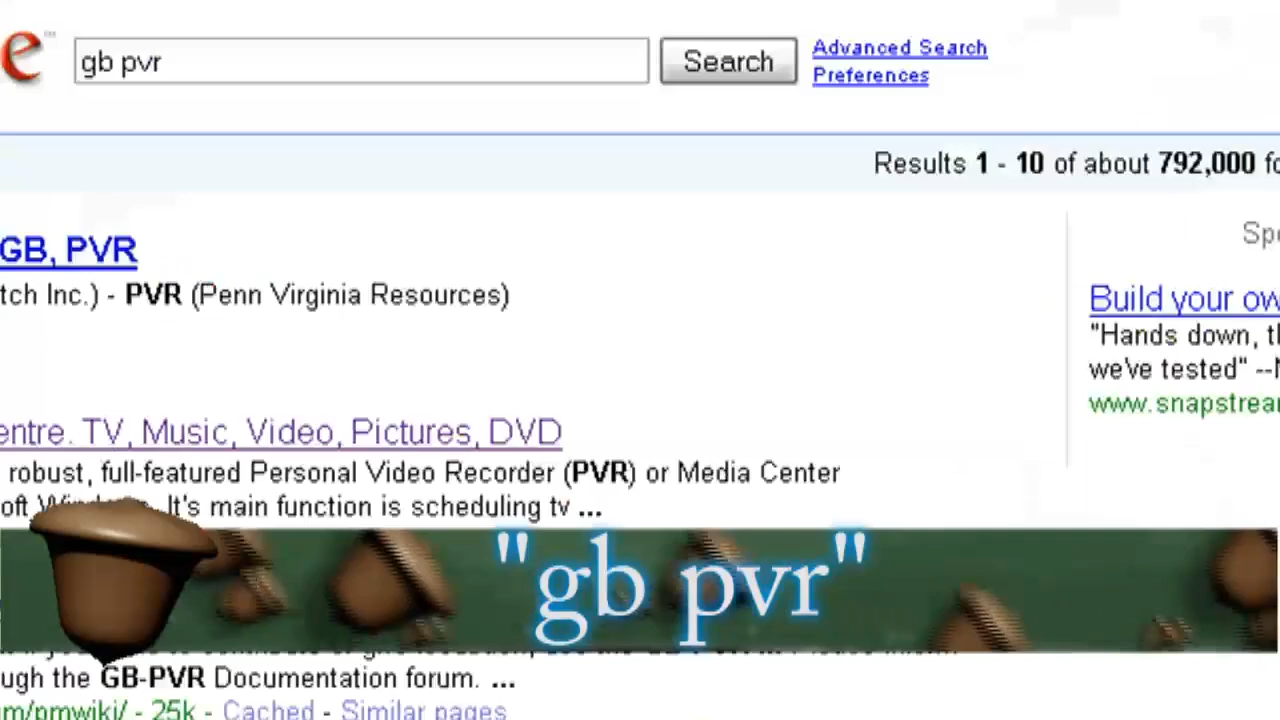 e™
gb pvr
Search
Advanced Search
Preferences
Results 1 - 10 of about 792,000
GB, PVR
tch Inc.) - PVR (Penn Virginia Resources)
Build your
"Hands down,
we've tested" --
www.snapstrea
entre. TV, Music, Video, Pictures, DVD
robust, full-featured Personal Video Recorder (PVR) or Media Center
oft Windows. It's main function is scheduling tv ...
"gb pvr"
ugh the GB-PVR Documentation forum. ...
m/pmwiki/ - 25k - Cached - Similar pages